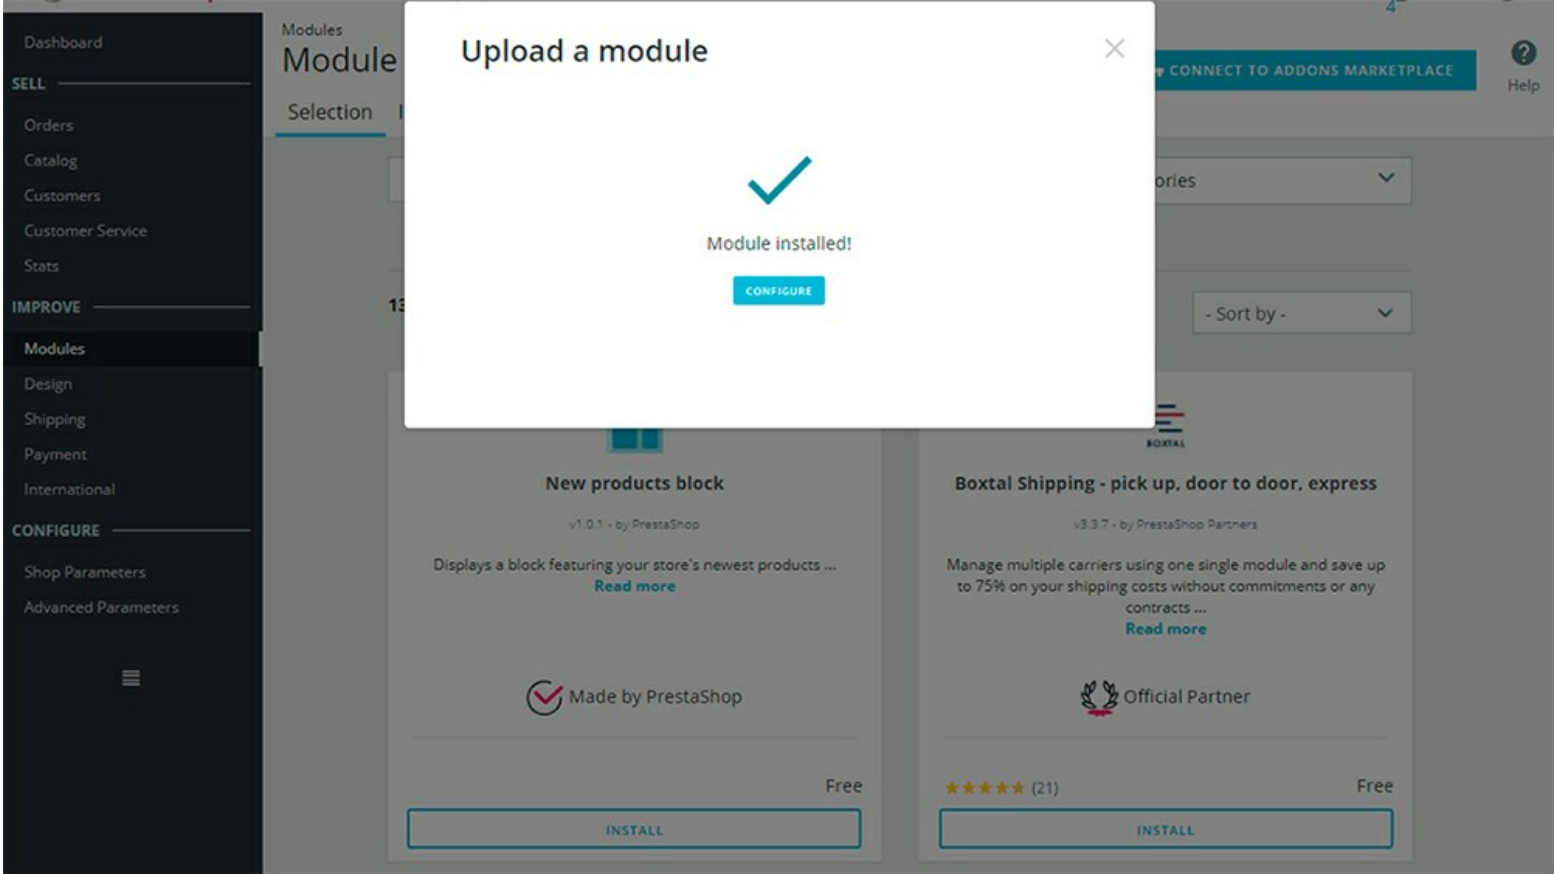 Dashboard
SELL
Orders
Catalog
Customers
Customer Service
Stats
IMPROVE
Modules
Design
Shipping
Payment
International
CONFIGURE
Shop Parameters
Advanced Parameters
Modules
Module
Selection
CONNECT TO ADDONS MARKETPLACE
Help
4
Upload a module
Module installed!
CONFIGURE
ories
13
- Sort by -
New products block
v1.0.1 - by PrestaShop
Displays a block featuring your store's newest products ...
Read more
Made by PrestaShop
Free
INSTALL
BOXTAL
Boxtal Shipping - pick up, door to door, express
v3.3.7 - by PrestaShop Partners
Manage multiple carriers using one single module and save up
to 75% on your shipping costs without commitments or any
contracts ...
Read more
Official Partner
(21)
Free
INSTALL